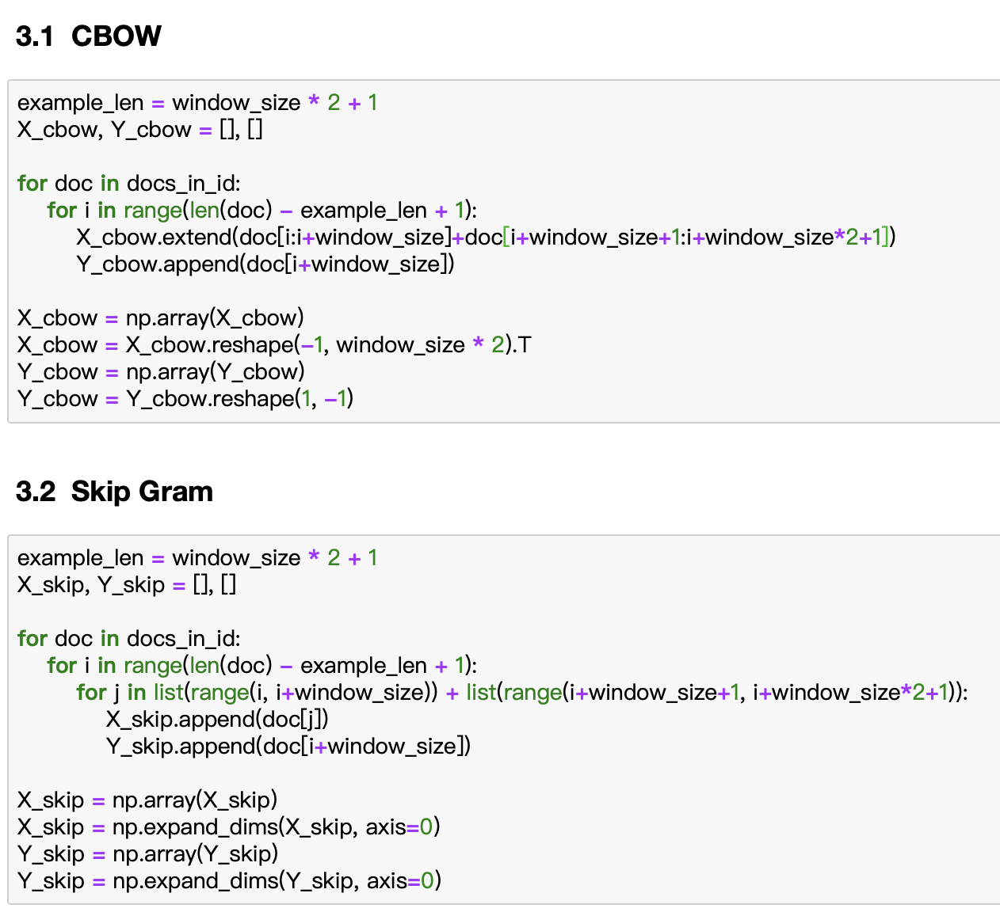 3.1 CBOW
example_len = window_size * 2 + 1
X_cbow, Y_cbow = [], []
for doc in docs_in_id:
for i in range(len(doc) - example_len + 1):
X_cbow.extend(doc[i:i+window_size]+doc[i+window_size+1:i+window_size*2+1])
Y_cbow.append(doc[i+window_size])
X_cbow = np.array(X_cbow)
X_cbow = X_cbow.reshape(-1, window_size * 2).T
Y_cbow = np.array(Y_cbow)
Y_cbow = Y_cbow.reshape(1, -1)
3.2 Skip Gram
example_len = window_size * 2 + 1
X_skip, Y_skip = [], []
for doc in docs_in_id:
for i in range(len(doc) - example_len + 1):
for j in list(range(i, i+window_size)) + list(range(i+window_size+1, i+window_size*2+1)):
X_skip.append(doc[j])
Y_skip.append(doc[i+window_size])
X_skip = np.array(X_skip)
X_skip = np.expand_dims(X_skip, axis=0)
Y_skip = np.array(Y_skip)
Y_skip = np.expand_dims(Y_skip, axis=0)